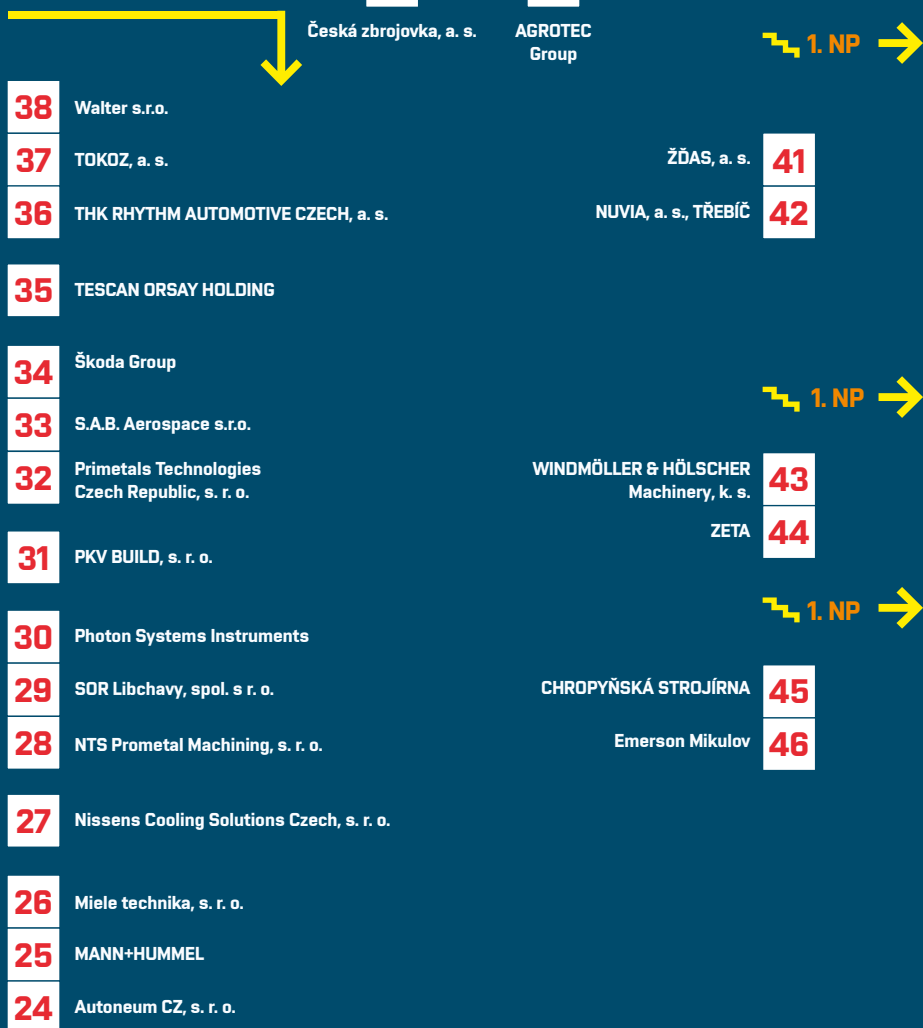 Česká zbrojovka, a. s.
AGROTEC
Group
1. NP
38
Walter s.r.o.
37
TOKOZ, a. s.
ŽĎAS, a. s.
41
36
THK RHYTHM AUTOMOTIVE CZECH, a. s.
NUVIA, a. s., TŘEBÍČ
42
35
TESCAN ORSAY HOLDING
34
Škoda Group
1. NP
33
S.A.B. Aerospace s.r.o.
32
Primetals Technologies
Czech Republic, s. r. o.
WINDMÖLLER & HÖLSCHER
Machinery, k. s.
43
ZETA
44
31
PKV BUILD, s. r. o.
1. NP
30
Photon Systems Instruments
29
SOR Libchavy, spol. s r. o.
CHROPYŇSKÁ STROJÍRNA
45
28
NTS Prometal Machining, s. r. o.
Emerson Mikulov
46
27
Nissens Cooling Solutions Czech, s. r. o.
26
Miele technika, s. r. o.
25
MANN+HUMMEL
24
Autoneum CZ, s. r. o.